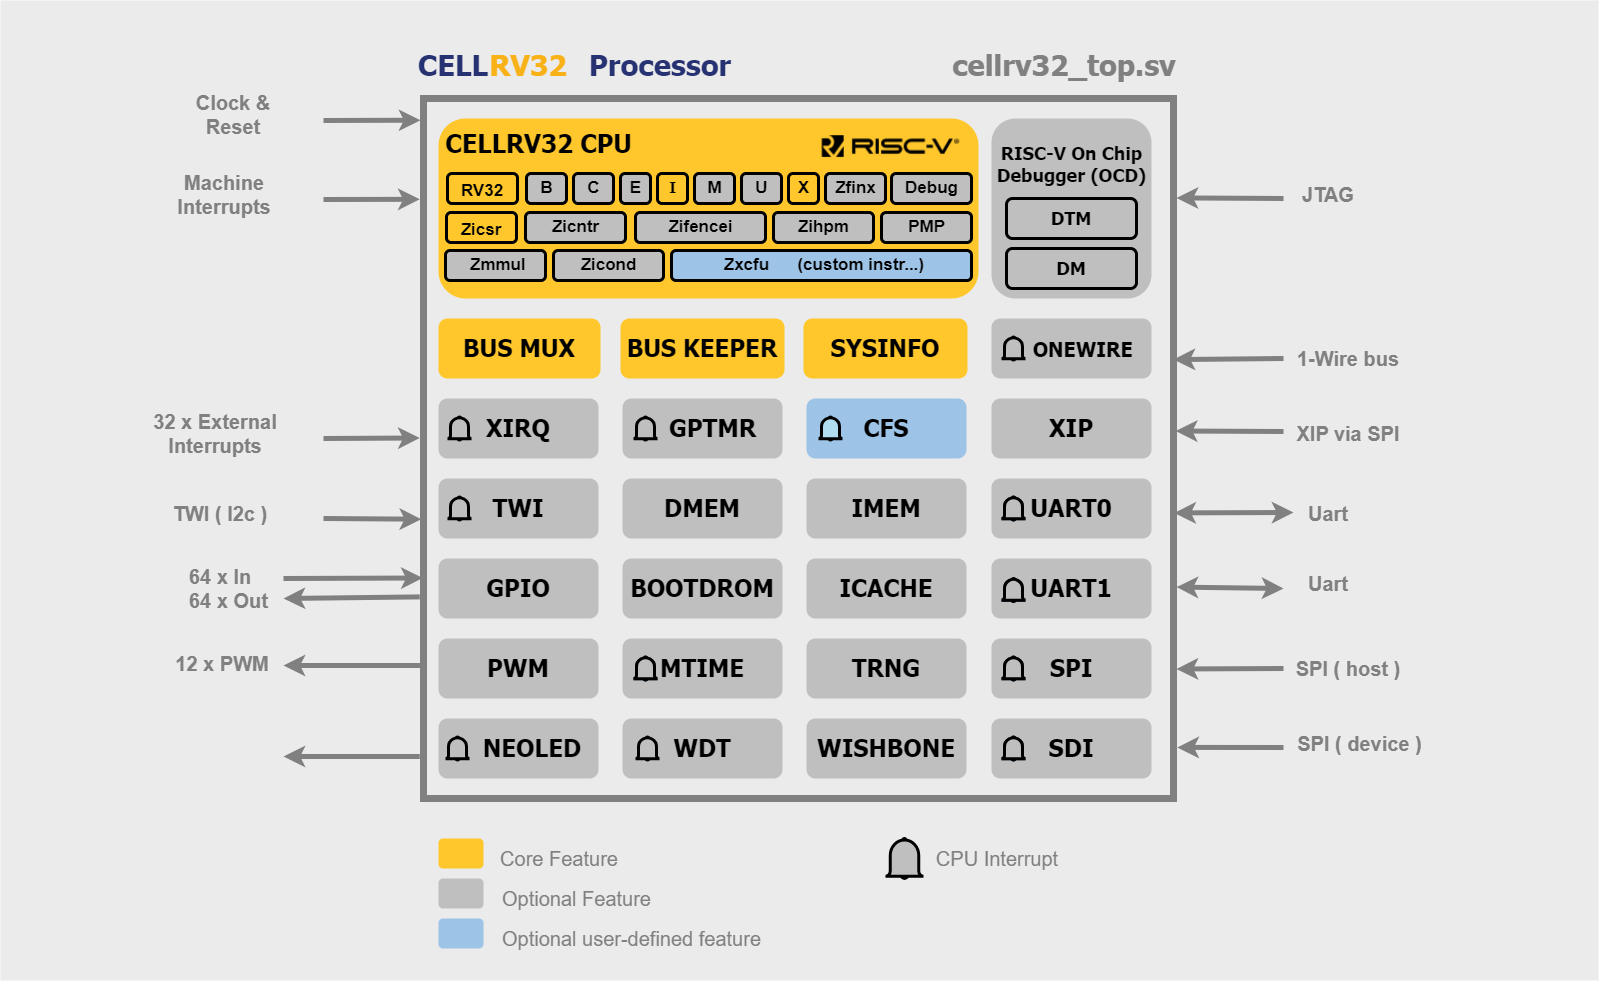 CELLRV32 Processor
cellrv32_top.sv
Clock &
Reset
Machine
Interrupts
32 x External
Interrupts
TWI ( I2c )
64 x In
64 x Out
12 x PWM
CELLRV32 CPU
RISC-V®
RV32 B C E I M U X Zfinx Debug
Zicsr Zicntr Zifencei Zihpm PMP
Zmmul Zicond Zxcfu (custom instr...)
RISC-V On Chip
Debugger (OCD)
DTM
DM
BUS MUX BUS KEEPER SYSINFO ONEWIRE
XIRQ GPTMR CFS XIP
TWI DMEM IMEM UART0
GPIO BOOTDROM ICACHE UART1
PWM MTIME TRNG SPI
NEOLED WDT WISHBONE SDI
JTAG
1-Wire bus
XIP via SPI
Uart
Uart
SPI ( host )
SPI ( device )
Core Feature
Optional Feature
Optional user-defined feature
CPU Interrupt